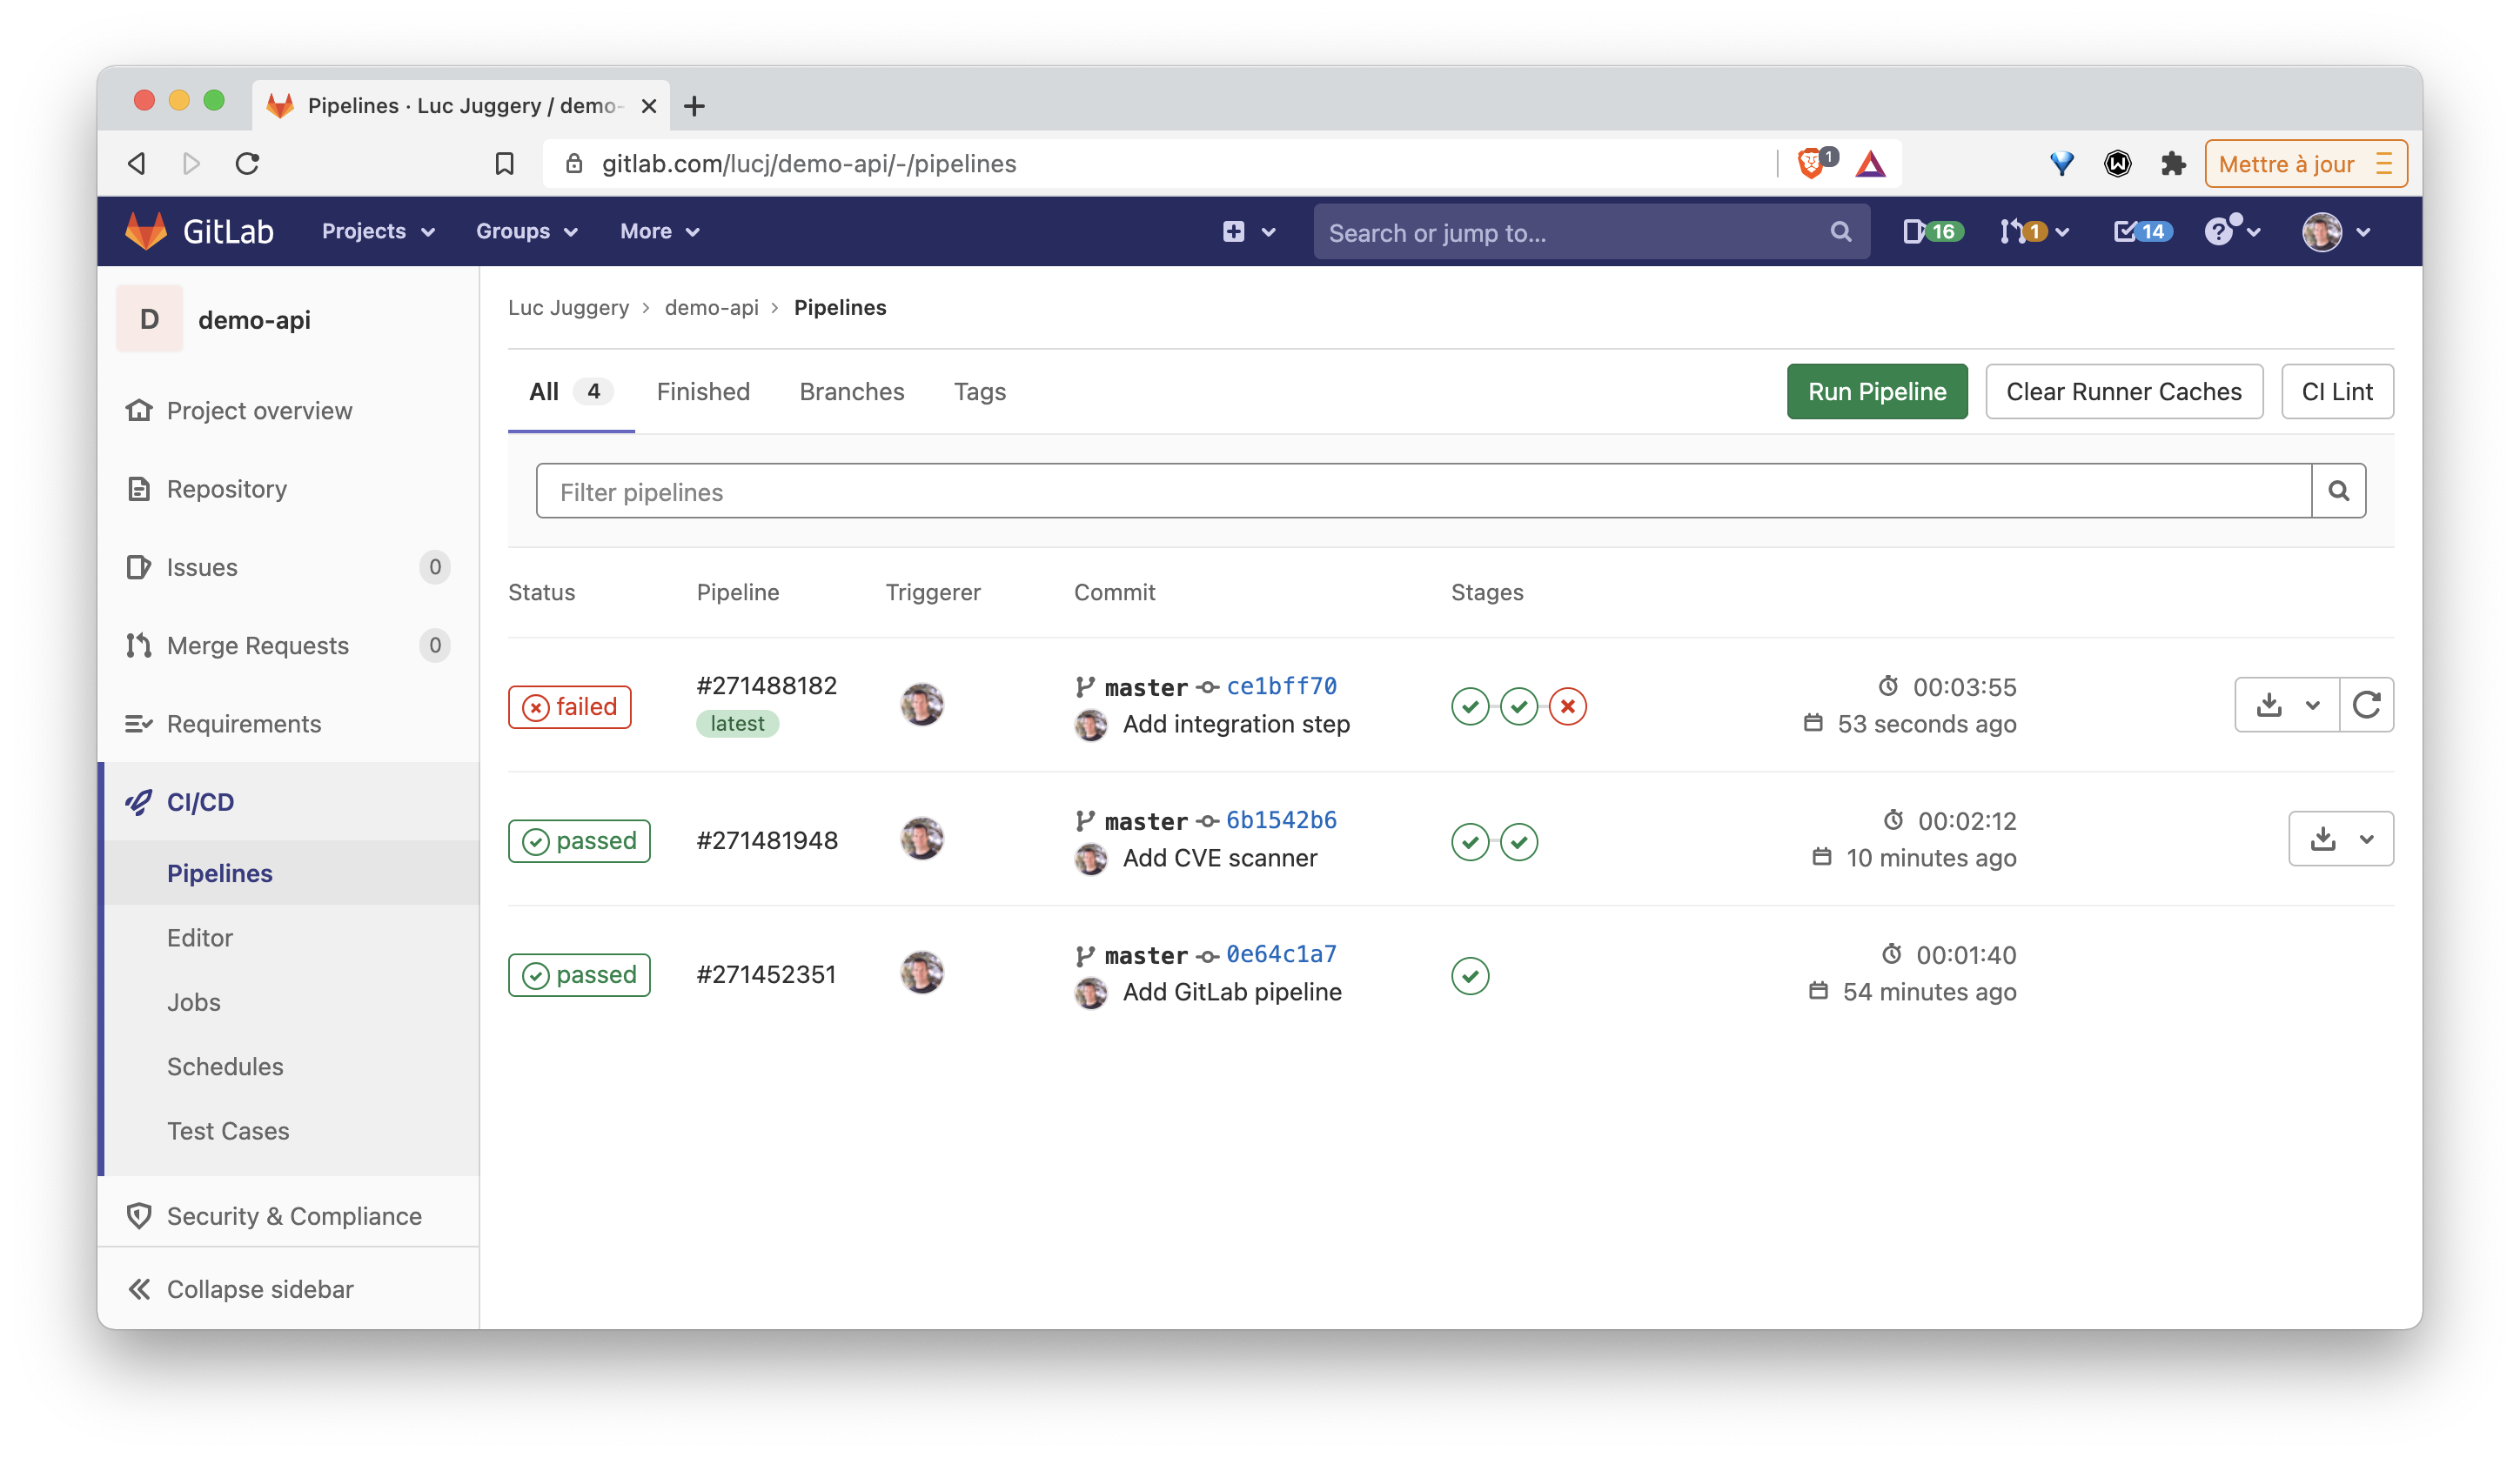 Pipelines · Luc Juggery / demo-
gitlab.com/lucj/demo-api/-/pipelines
1
Mettre à jour
GitLab
Projects
Groups
More
Search or jump to...
16
1
14
D
demo-api
Project overview
Repository
Issues
0
Merge Requests
0
Requirements
CI/CD
Pipelines
Editor
Jobs
Schedules
Test Cases
Security & Compliance
Collapse sidebar
Luc Juggery > demo-api > Pipelines
All 4
Finished
Branches
Tags
Run Pipeline
Clear Runner Caches
CI Lint
Filter pipelines
Status
Pipeline
Triggerer
Commit
Stages
failed
#271488182
latest
master ce1bff70
Add integration step
00:03:55
53 seconds ago
passed
#271481948
master 6b1542b6
Add CVE scanner
00:02:12
10 minutes ago
passed
#271452351
master 0e64c1a7
Add GitLab pipeline
00:01:40
54 minutes ago